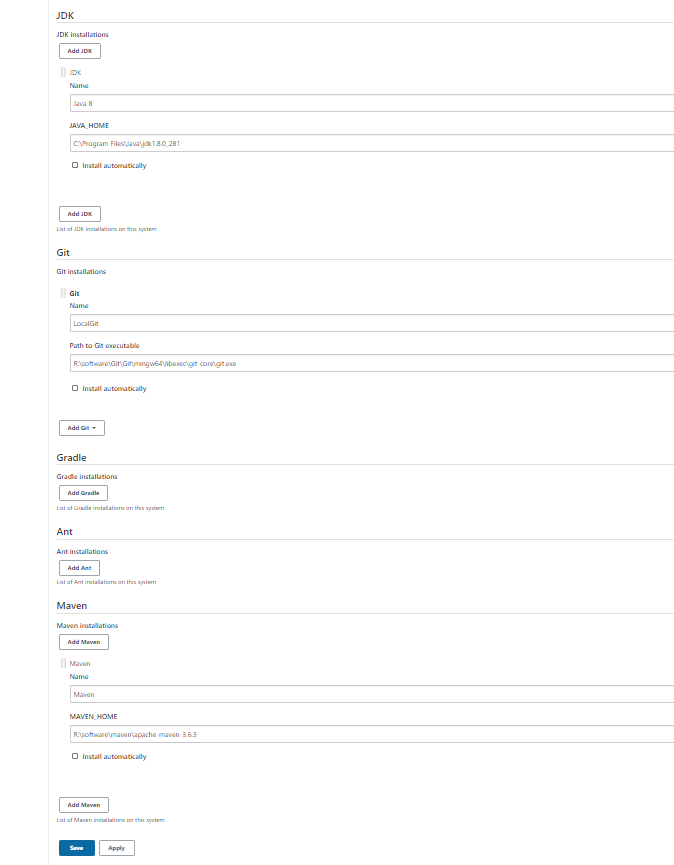 JDK
JDK installations
Add JDK
JDK
Name
Java 8
JAVA_HOME
C:\Program Files\Java\jdk1.8.0_281
Install automatically
Add JDK
List of JDK installations on this system
Git
Git installations
Git
Name
LocalGit
Path to Git executable
R:\software\Git\Git\mingw64\libexec\git-core\git.exe
Install automatically
Add Git
Gradle
Gradle installations
Add Gradle
List of Gradle installations on this system
Ant
Ant installations
Add Ant
List of Ant installations on this system
Maven
Maven installations
Add Maven
Maven
Name
Maven
MAVEN_HOME
R:\software\maven\apache-maven-3.6.3
Install automatically
Add Maven
List of Maven installations on this system
Save Apply